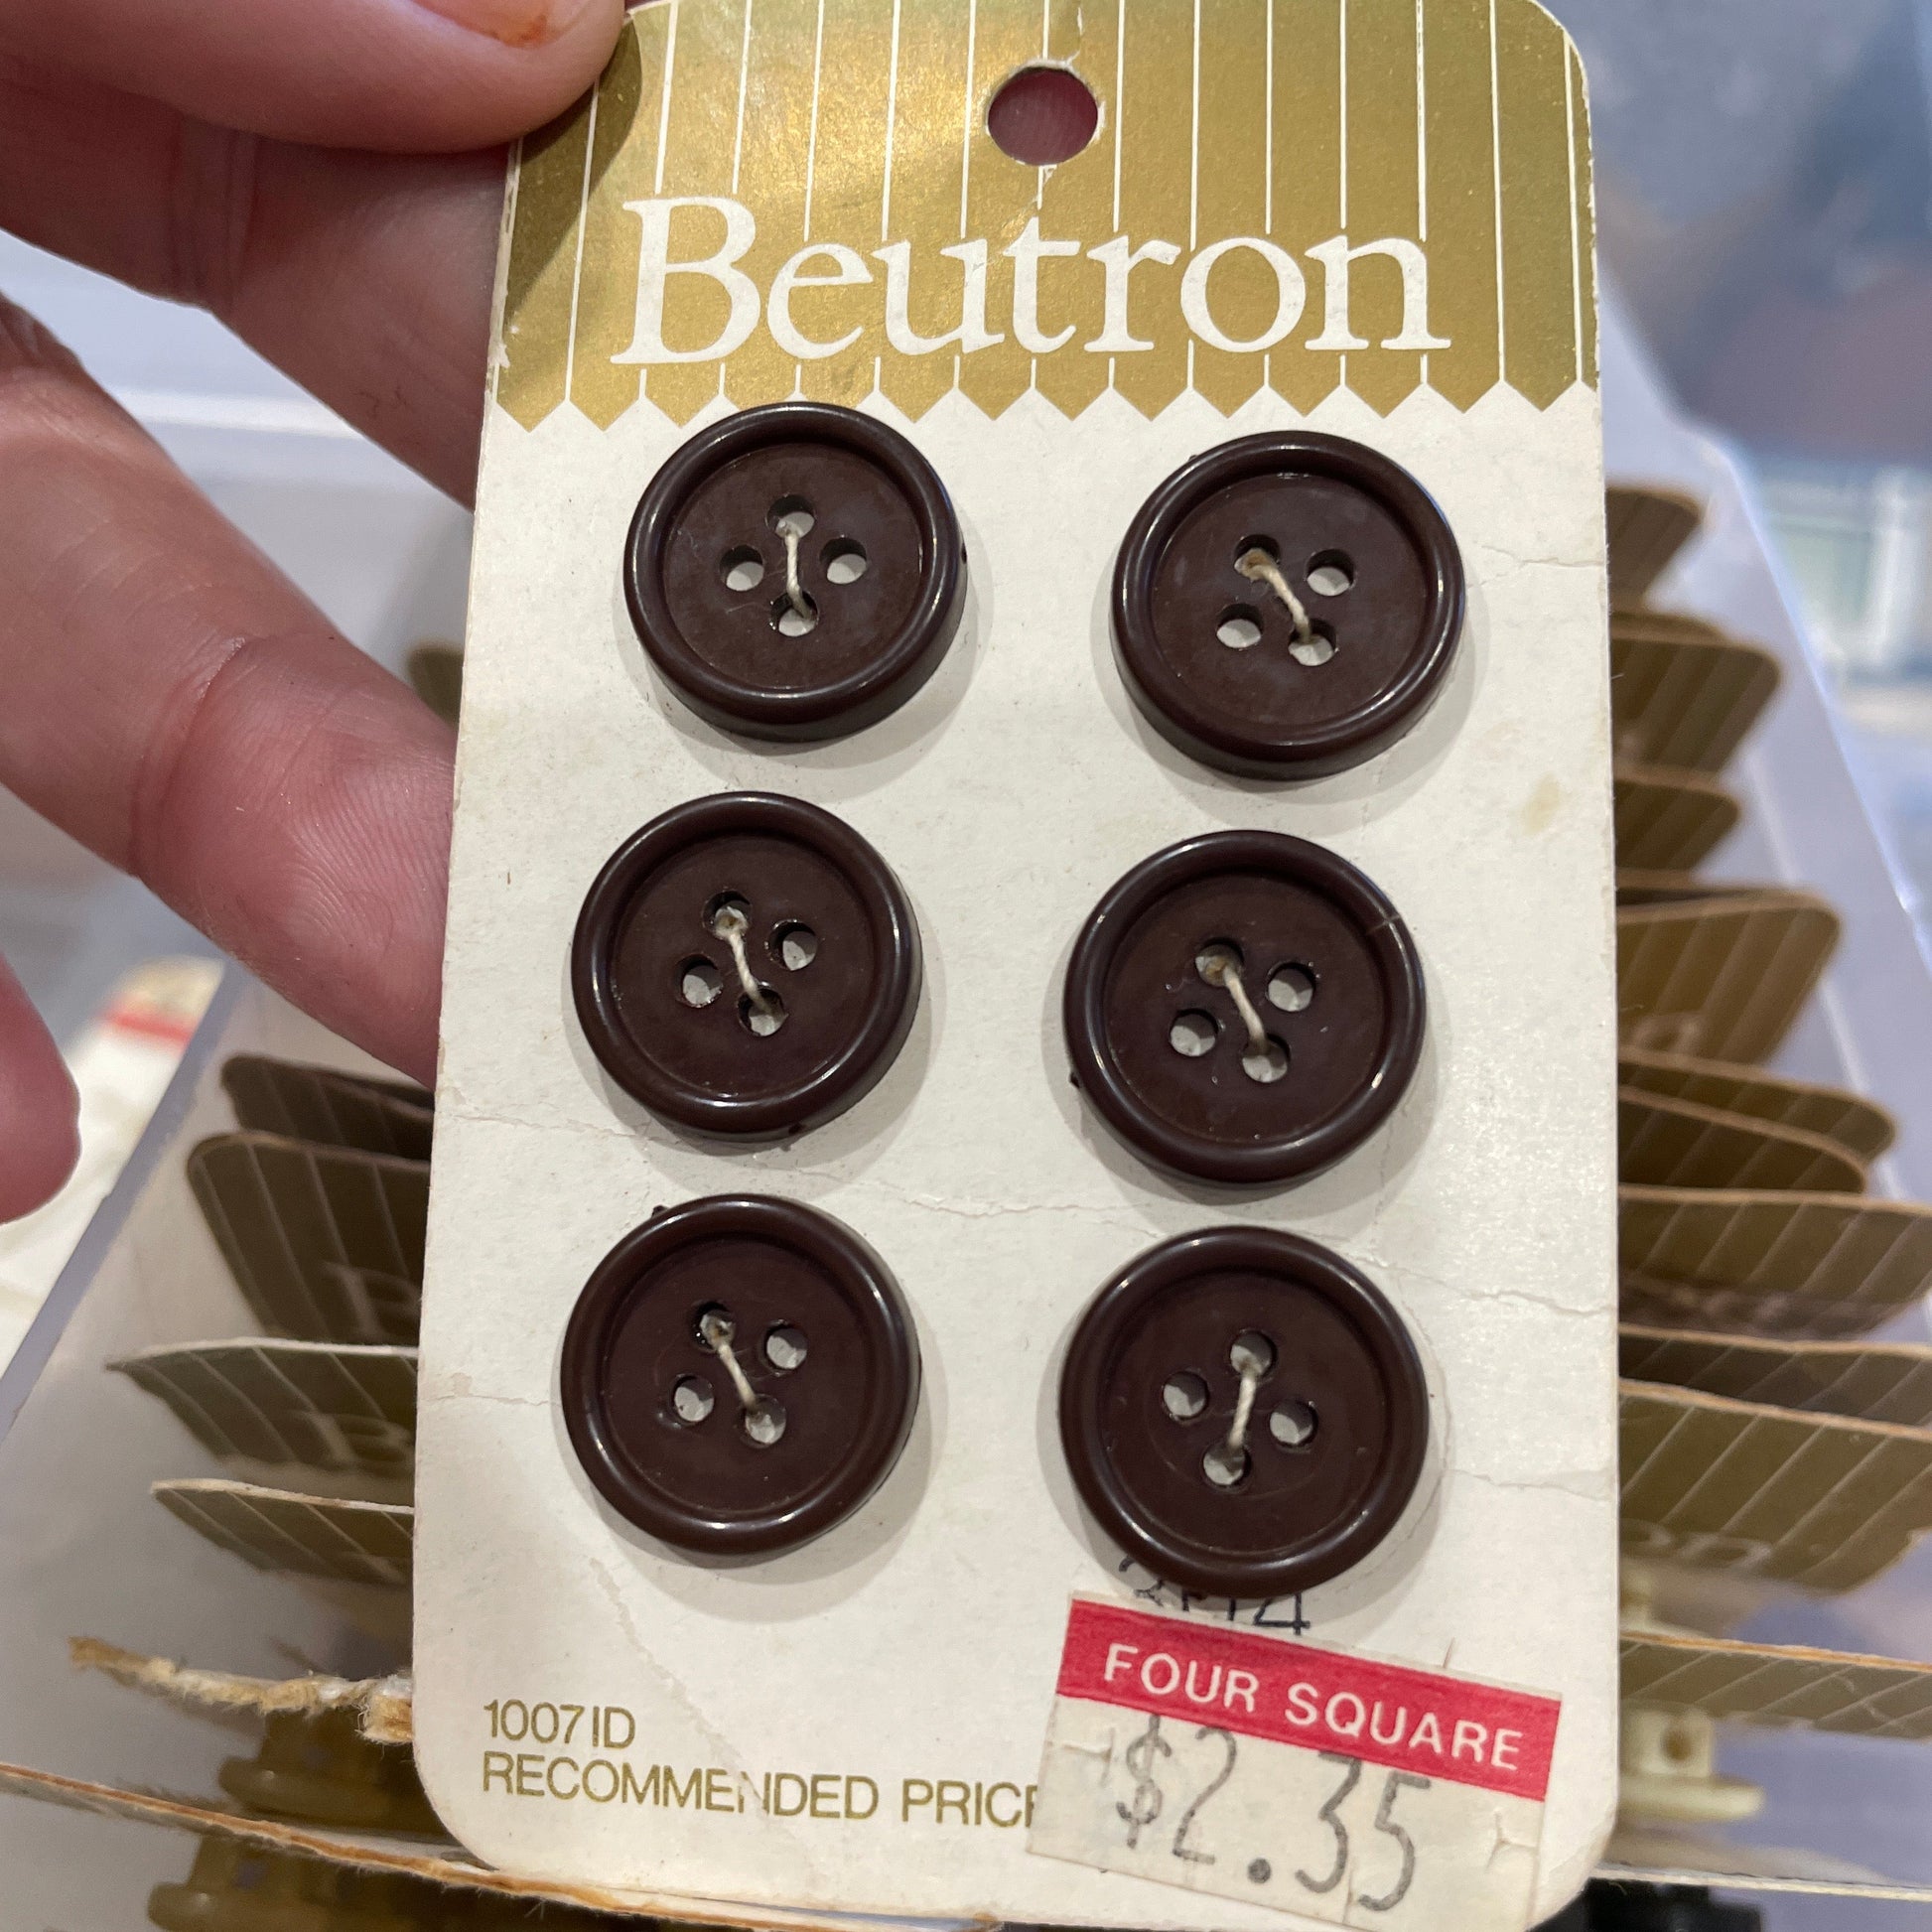 Beutron
FOUR SQUARE
1007 ID
RECOMMENDED PRICE
$2.35